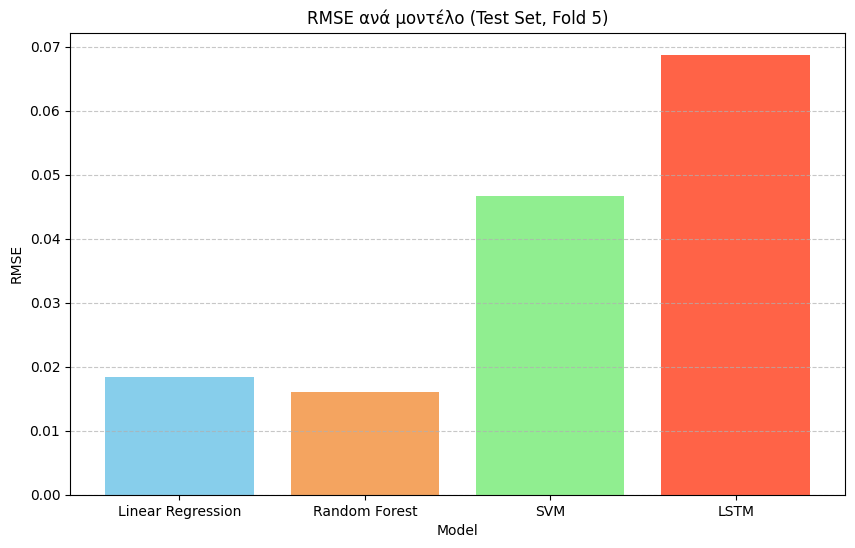 RMSE ανά μοντέλο (Test Set, Fold 5)
RMSE
0.07
0.06
0.05
0.04
0.03
0.02
0.01
0.00
Linear Regression
Random Forest
SVM
LSTM
Model